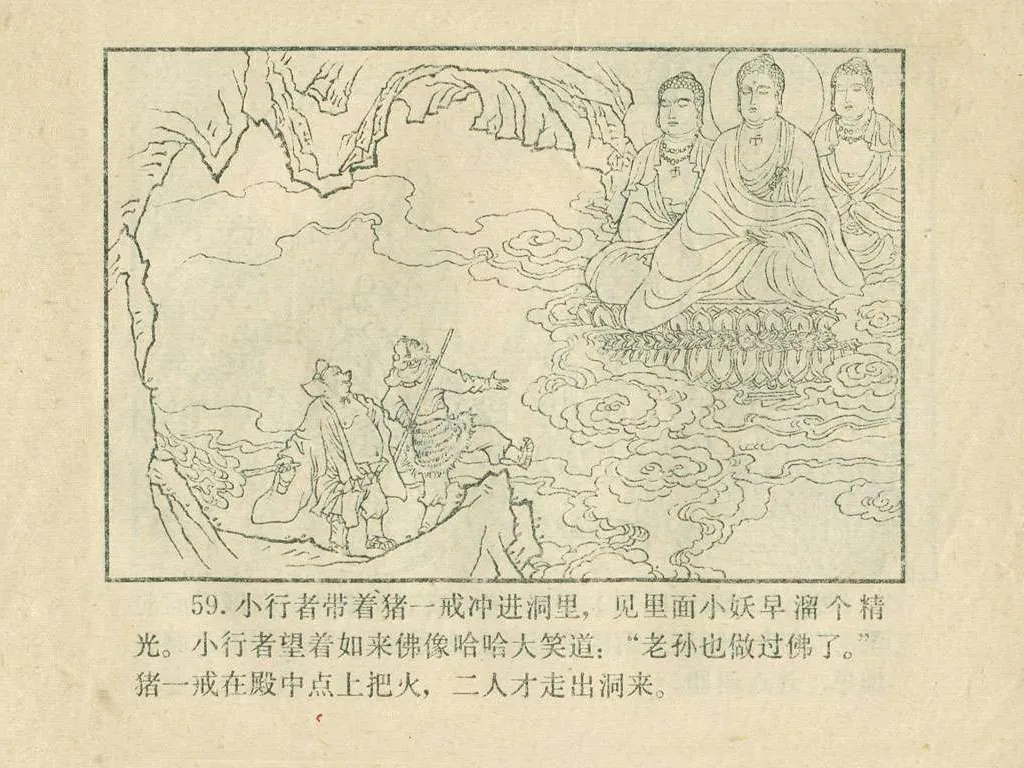 59.小行者带着猪一戒冲进洞里，见里面小妖早溜个精
光。小行者望着如来佛像哈哈大笑道：“老孙也做过佛了。”
猪一戒在殿中点上把火，二人才走出洞来。